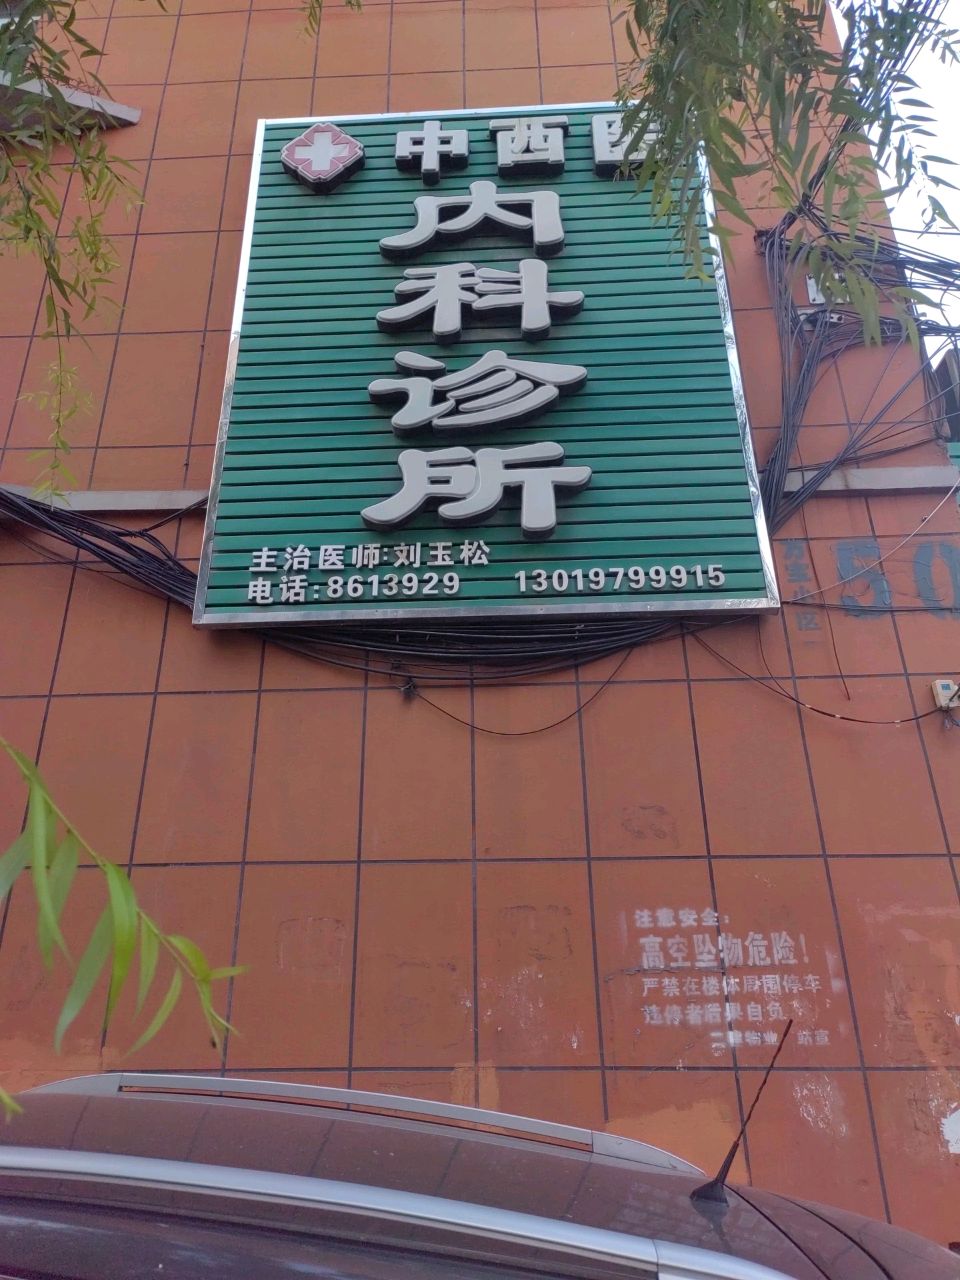 中西医
内科诊所
主治医师:刘玉松
电话:8613929 13019799915
50
注意安全:
高空坠物危险!
严禁在楼体周围停车
违停者后果自负